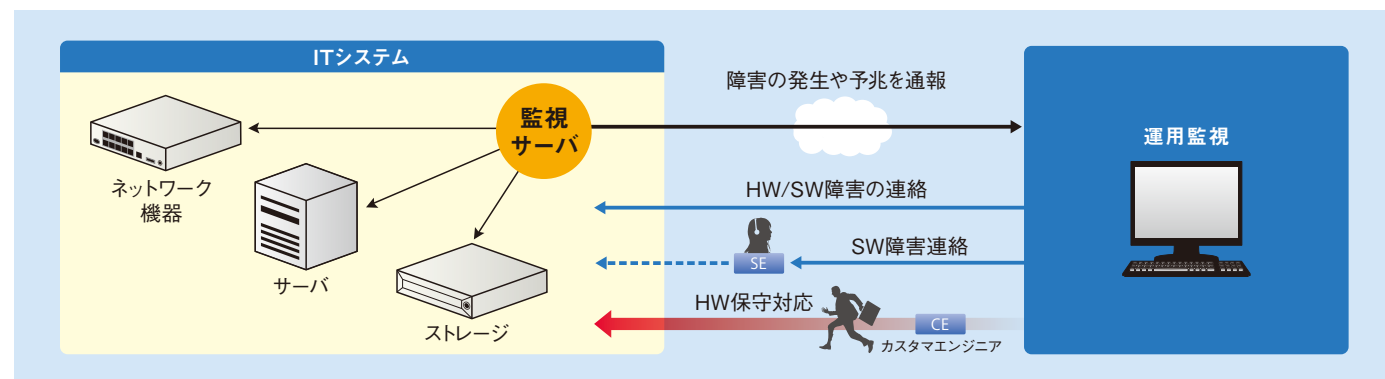 ITシステム
監視
サーバ
ネットワーク
機器
サーバ
ストレージ
障害の発生や予兆を通報
HW/SW障害の連絡
SW障害連絡
SE
HW保守対応
CE
カスタマエンジニア
運用監視